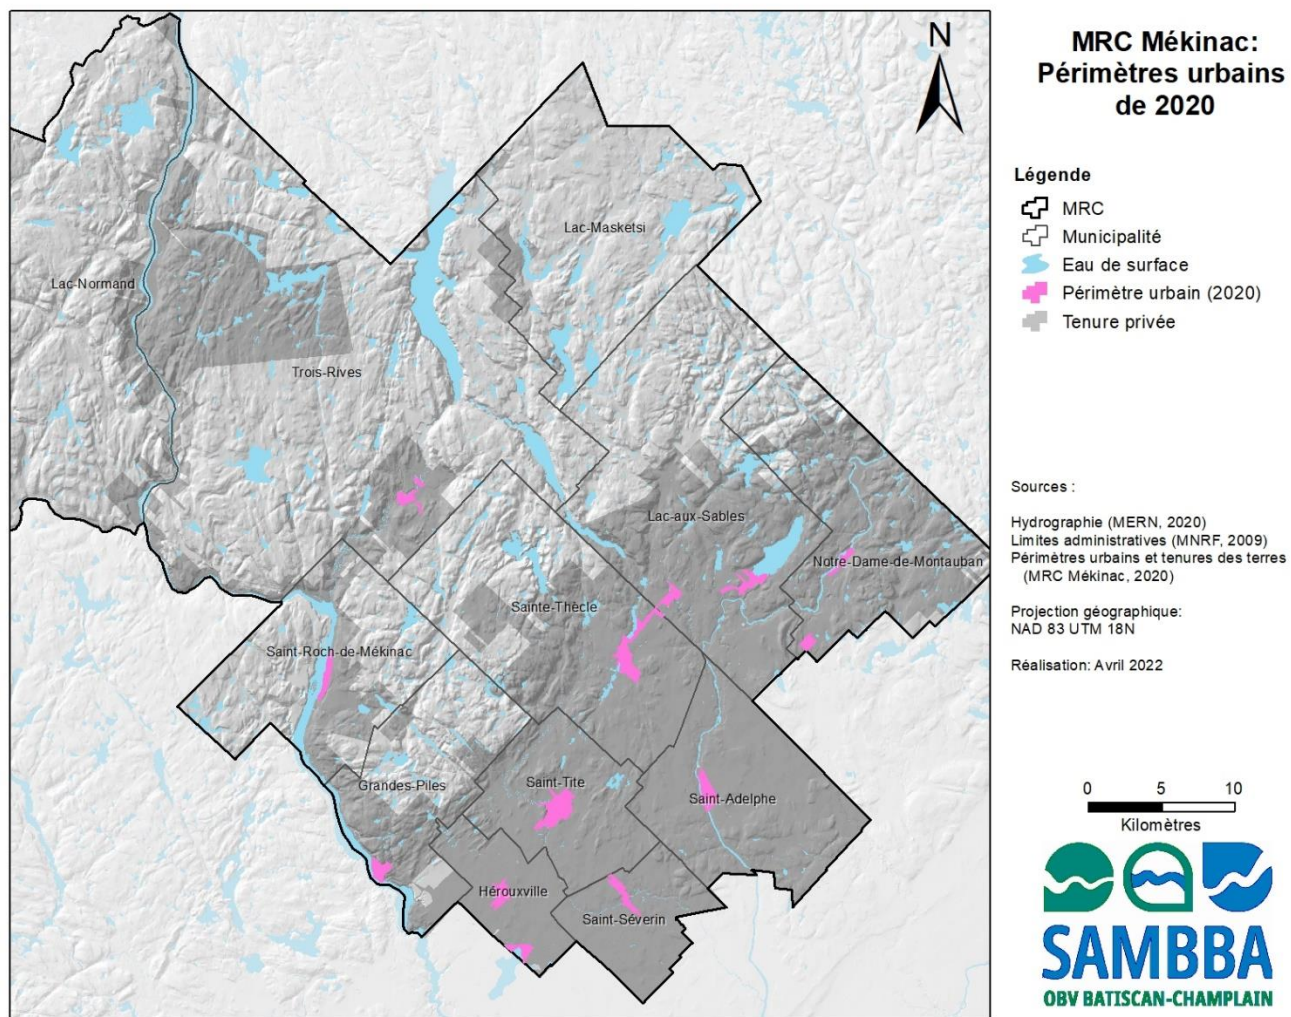 MRC Mékinac:
Périmètres urbains
de 2020
N
Légende
MRC
Municipalité
Eau de surface
Périmètre urbain (2020)
Tenure privée
Lac-Masketsi
Lac-Normand
Trois-Rives
Lac-aux-Sables
Notre-Dame-de-Montauban
Sainte-Thècle
Saint-Roch-de-Mékinac
Grandes-Piles
Saint-Tite
Saint-Adelphe
Hérouxville
Saint-Séverin
Sources :
Hydrographie (MERN, 2020)
Limites administratives (MNRF, 2009)
Périmètres urbains et tenures des terres
(MRC Mékinac, 2020)
Projection géographique:
NAD 83 UTM 18N
Réalisation: Avril 2022
0 5 10
Kilomètres
SAMBBA
OBV BATISCAN-CHAMPLAIN